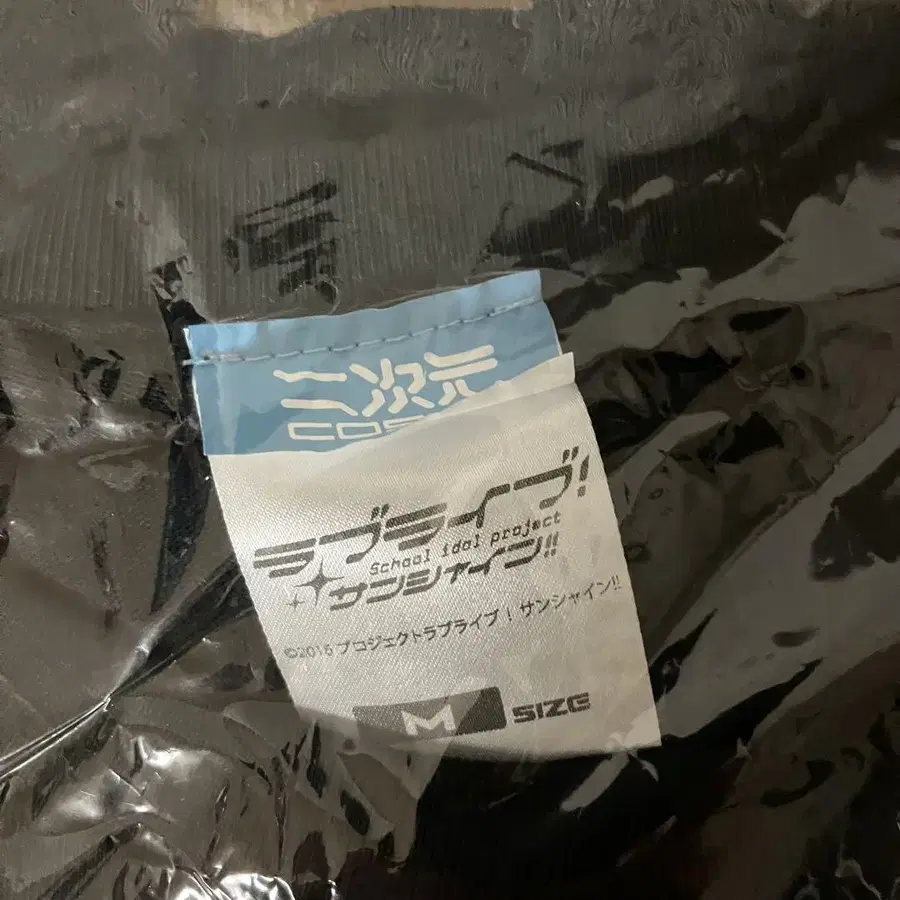 二次元
COS
ラブライブ!
School idol project
サンシャイン!!
©2016 プロジェクトラブライブ！サンシャイン!!
M SIZE